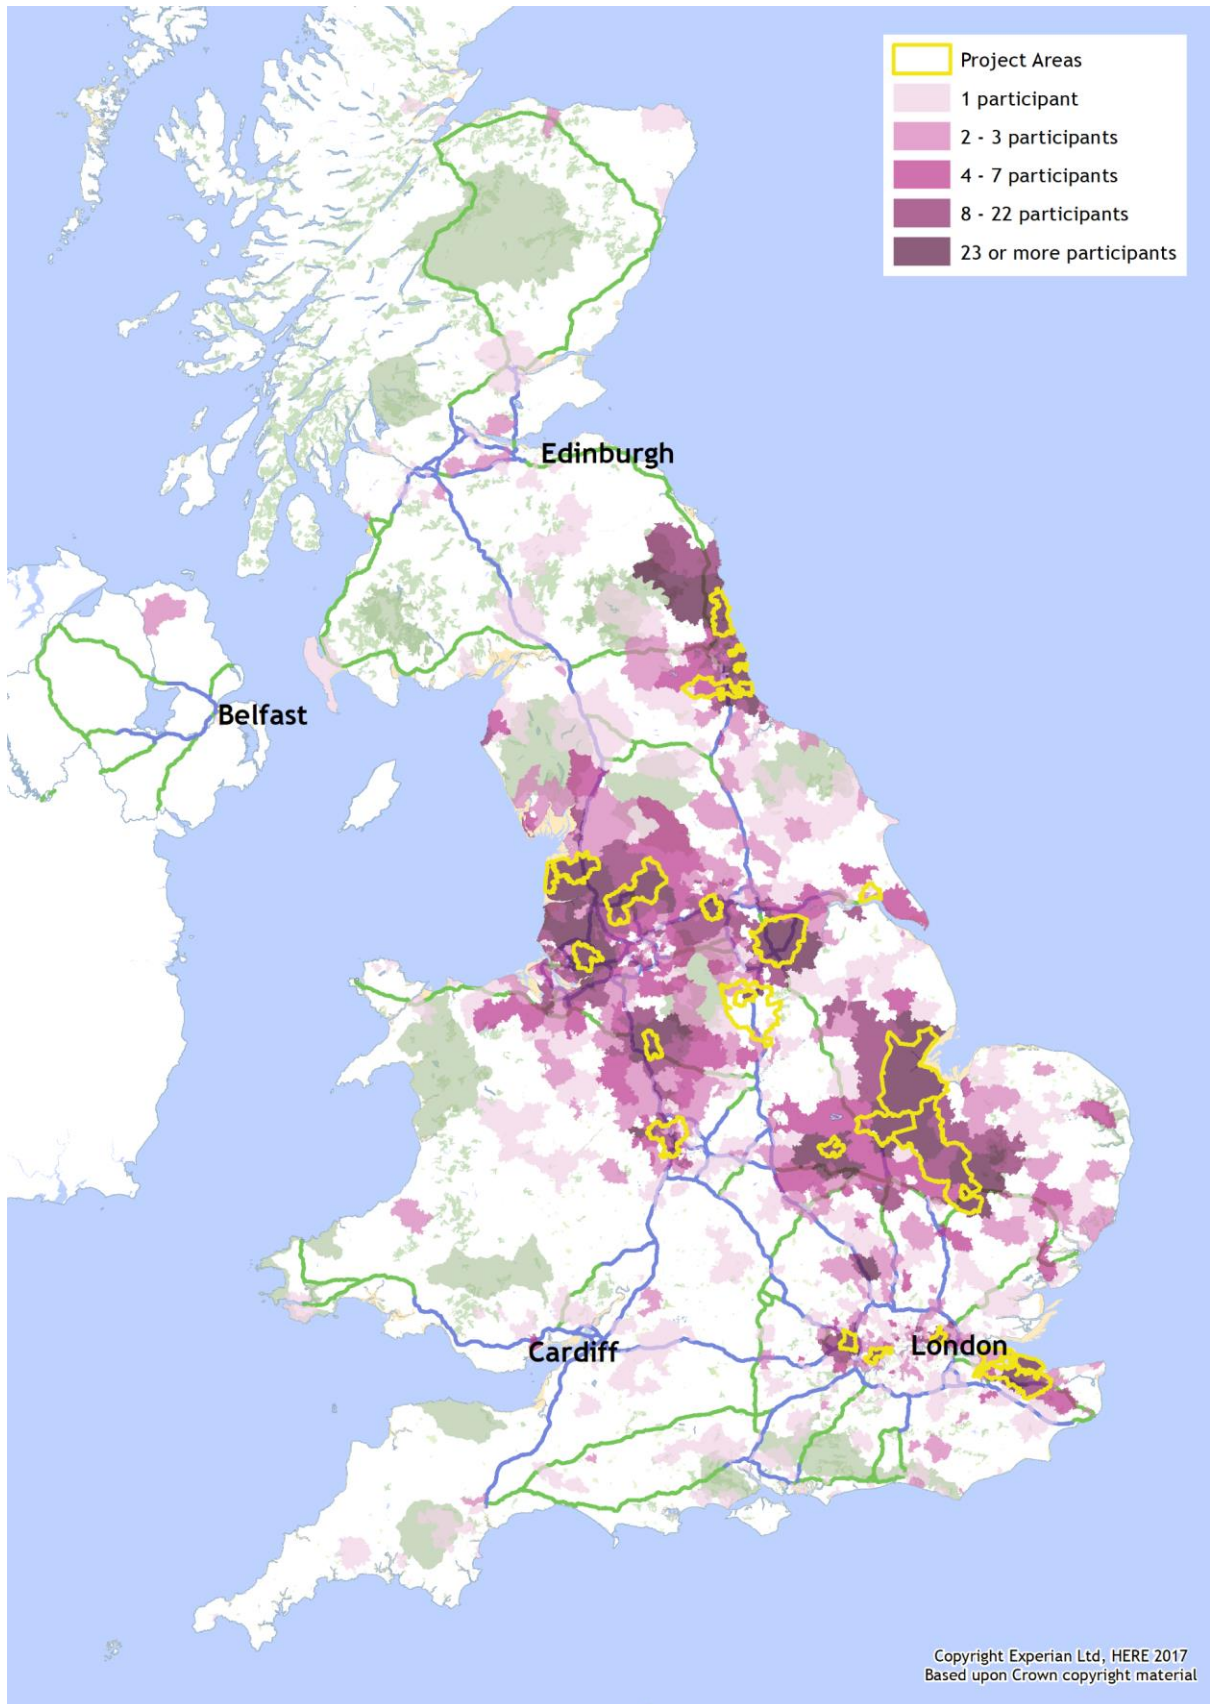 Project Areas
1 participant
2 - 3 participants
4 - 7 participants
8 - 22 participants
23 or more participants
Edinburgh
Belfast
Cardiff
London
Copyright Experian Ltd, HERE 2017
Based upon Crown copyright material